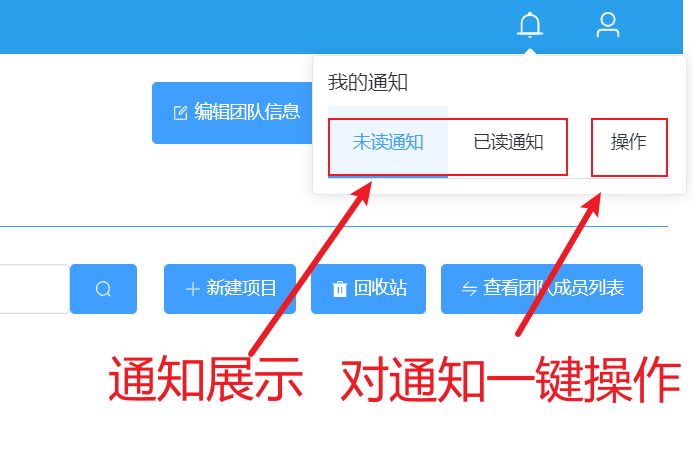 我的通知
编辑团队信息
未读通知 已读通知 操作
新建项目 回收站 查看团队成员列表
通知展示 对通知一键操作